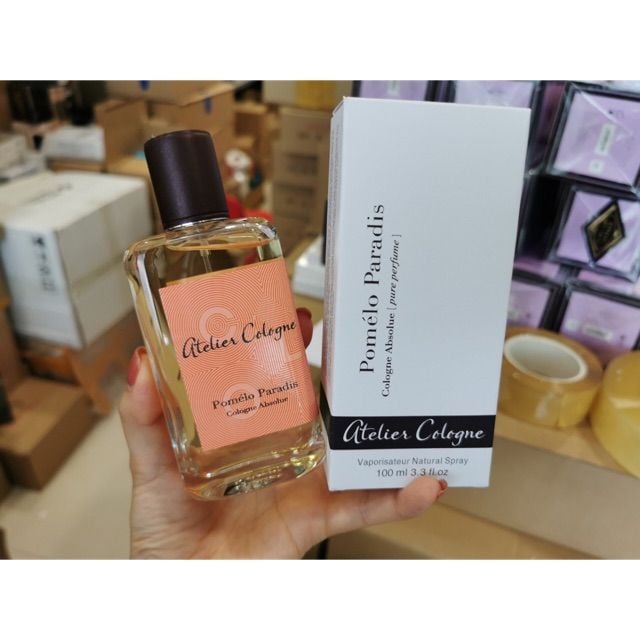 Atelier Cologne
Pomélo Paradis
Cologne Absolue
Pomélo Paradis
Cologne Absolue [pure perfume]
Atelier Cologne
Vaporisateur Natural Spray
100 ml 3.3 fl.oz